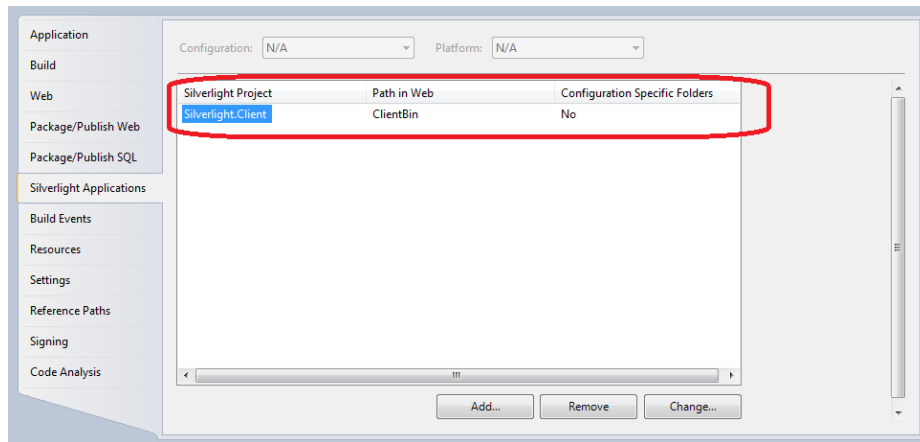 Application
Build
Web
Package/Publish Web
Package/Publish SQL
Silverlight Applications
Build Events
Resources
Settings
Reference Paths
Signing
Code Analysis
Configuration: N/A Platform: N/A
Silverlight Project Path in Web Configuration Specific Folders
Silverlight.Client ClientBin No
Add... Remove Change...